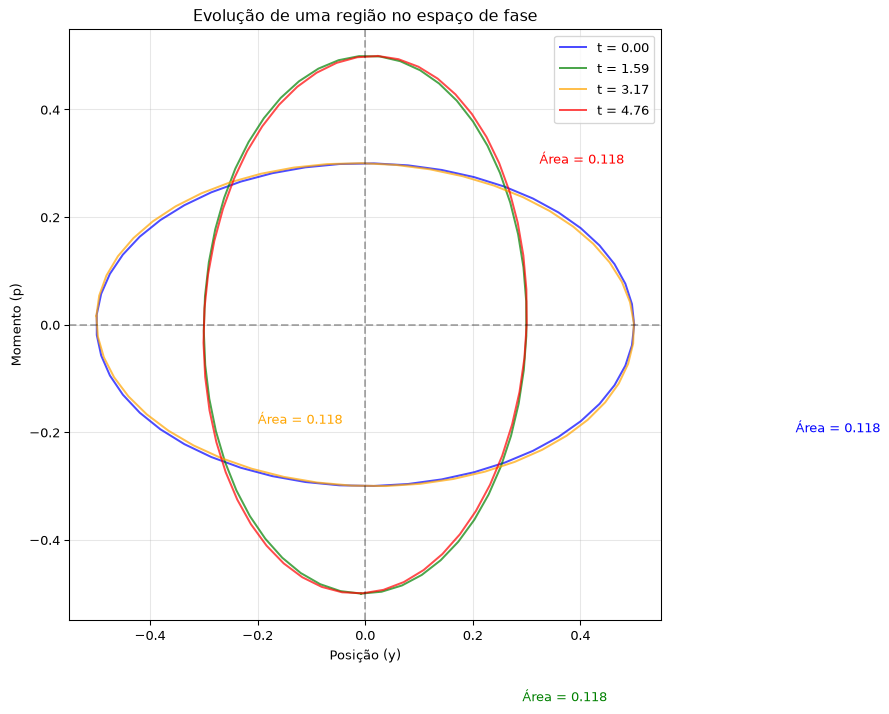 Evolução de uma região no espaço de fase
t = 0.00
t = 1.59
t = 3.17
t = 4.76
Área = 0.118
Área = 0.118
Área = 0.118
Momento (p)
0.4
0.2
0.0
−0.2
−0.4
−0.4
−0.2
0.0
0.2
0.4
Posição (y)
Área = 0.118